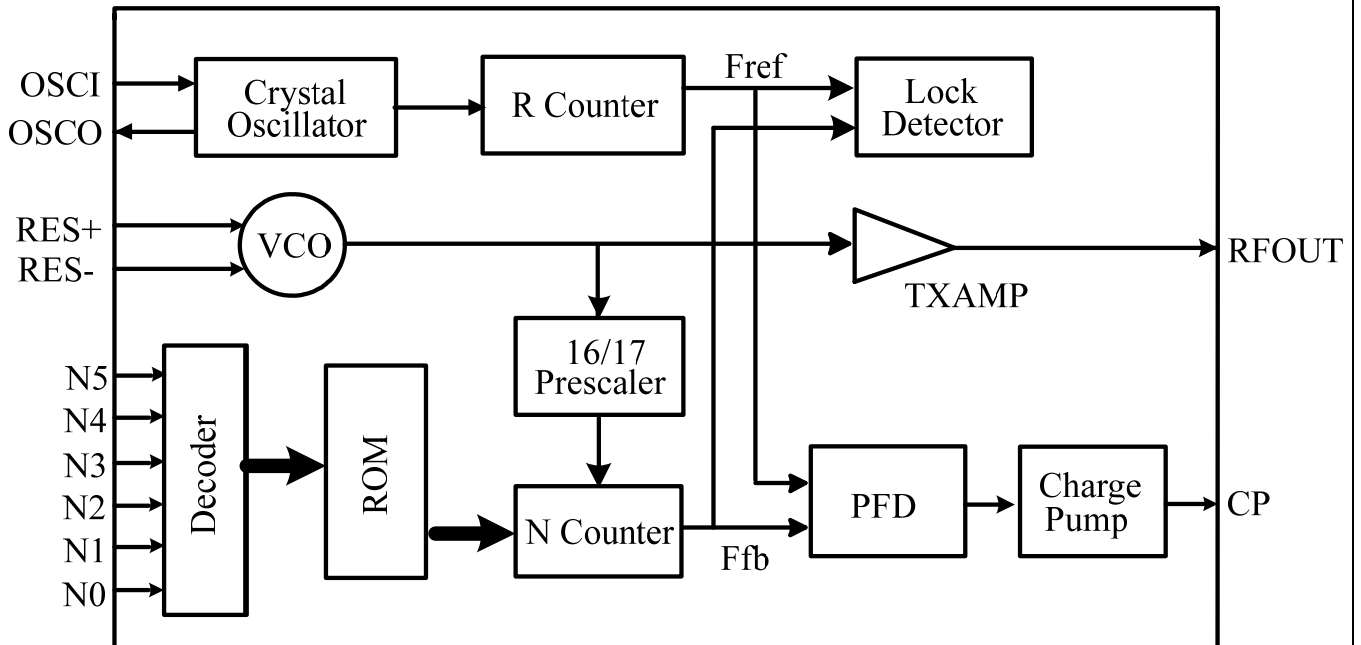 OSCI
OSCO
Crystal
Oscillator
R Counter
Fref
Lock
Detector
RES+
RES-
VCO
TXAMP
RFOUT
16/17
Prescaler
N5
N4
N3
N2
N1
N0
Decoder
ROM
N Counter
Ffb
PFD
Charge
Pump
CP